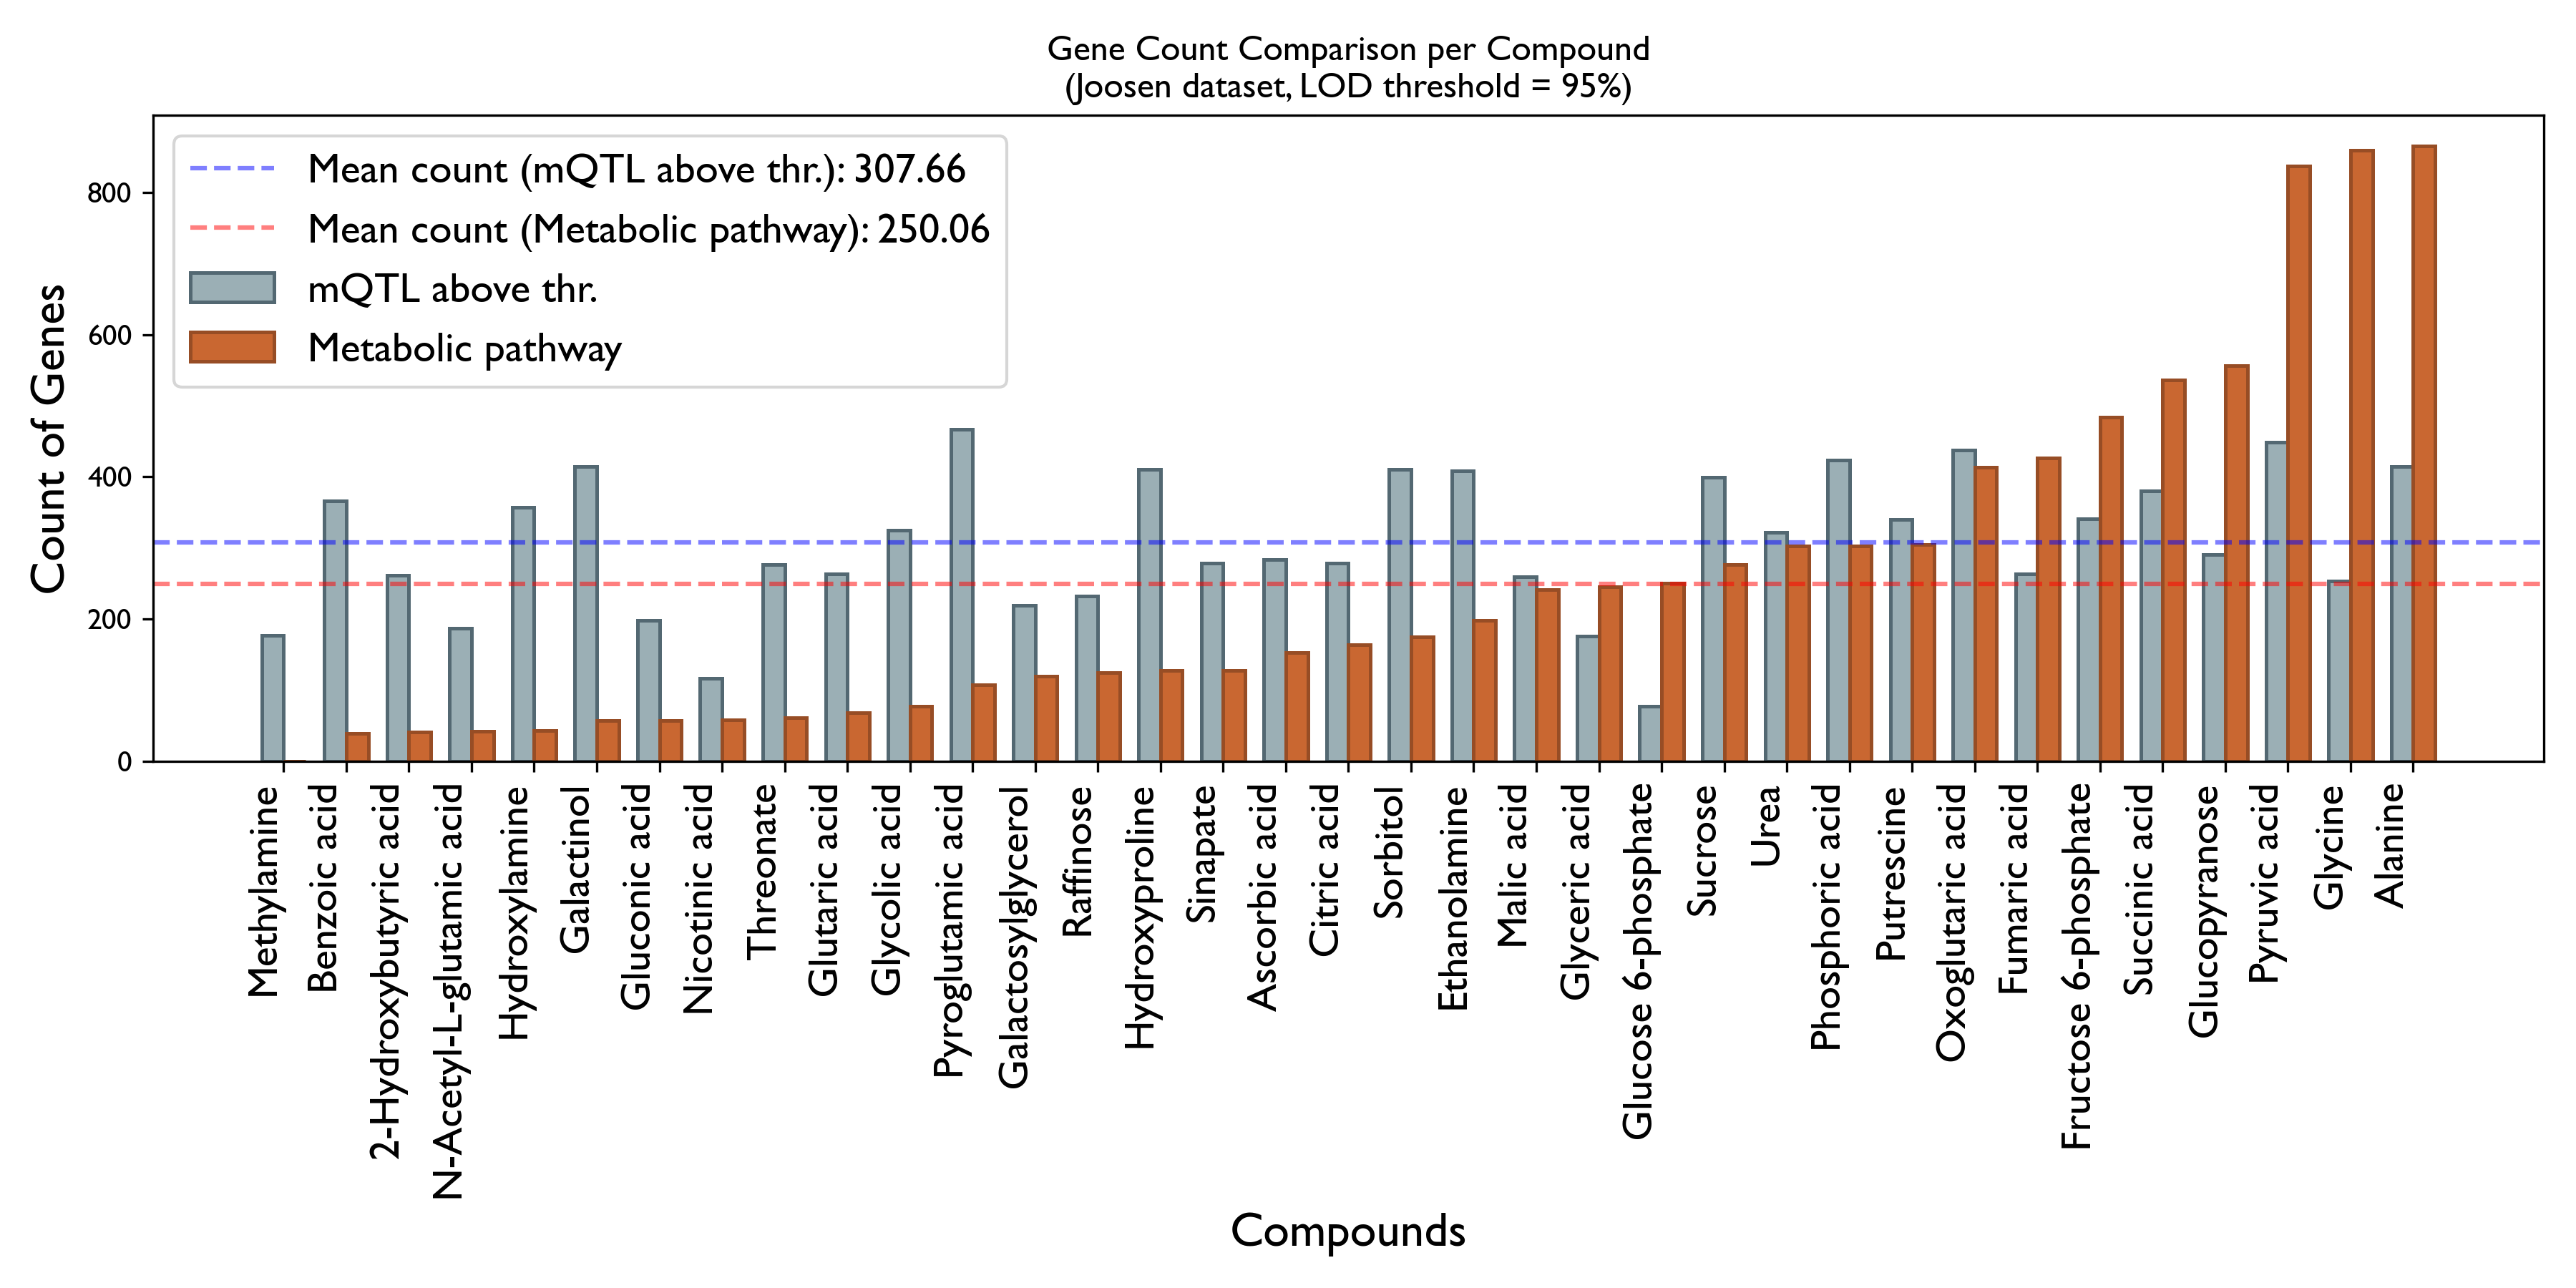 Gene Count Comparison per Compound
(Joosen dataset, LOD threshold = 95%)
Mean count (mQTL above thr.): 307.66
Mean count (Metabolic pathway): 250.06
mQTL above thr.
Metabolic pathway
Count of Genes
800
600
400
200
0
Methylamine
Benzoic acid
2-Hydroxybutyric acid
N-Acetyl-L-glutamic acid
Hydroxylamine
Galactinol
Gluconic acid
Nicotinic acid
Threonate
Glutaric acid
Glycolic acid
Pyroglutamic acid
Galactosylglycerol
Raffinose
Hydroxyproline
Sinapate
Ascorbic acid
Citric acid
Sorbitol
Ethanolamine
Malic acid
Glyceric acid
Glucose 6-phosphate
Sucrose
Urea
Phosphoric acid
Putrescine
Oxoglutaric acid
Fumaric acid
Fructose 6-phosphate
Succinic acid
Glucopyranose
Pyruvic acid
Glycine
Alanine
Compounds